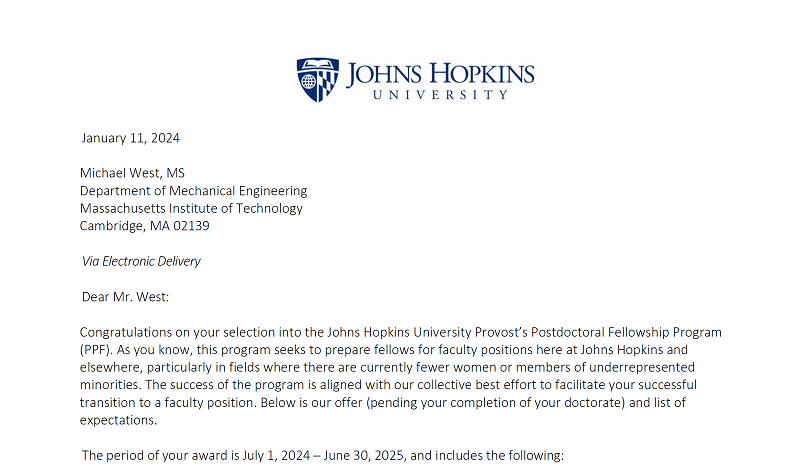 JOHNS HOPKINS
UNIVERSITY
January 11, 2024
Michael West, MS
Department of Mechanical Engineering
Massachusetts Institute of Technology
Cambridge, MA 02139
Via Electronic Delivery
Dear Mr. West:
Congratulations on your selection into the Johns Hopkins University Provost’s Postdoctoral Fellowship Program
(PPF). As you know, this program seeks to prepare fellows for faculty positions here at Johns Hopkins and
elsewhere, particularly in fields where there are currently fewer women or members of underrepresented
minorities. The success of the program is aligned with our collective best effort to facilitate your successful
transition to a faculty position. Below is our offer (pending your completion of your doctorate) and list of
expectations.
The period of your award is July 1, 2024 – June 30, 2025, and includes the following: